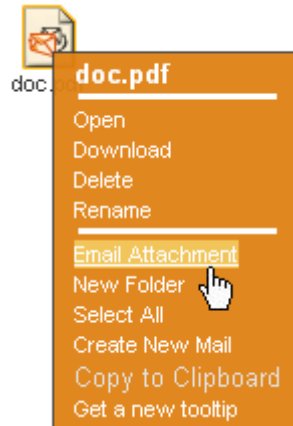 doc.pdf
doc.pdf
Open
Download
Delete
Rename
Email Attachment
New Folder
Select All
Create New Mail
Copy to Clipboard
Get a new tooltip